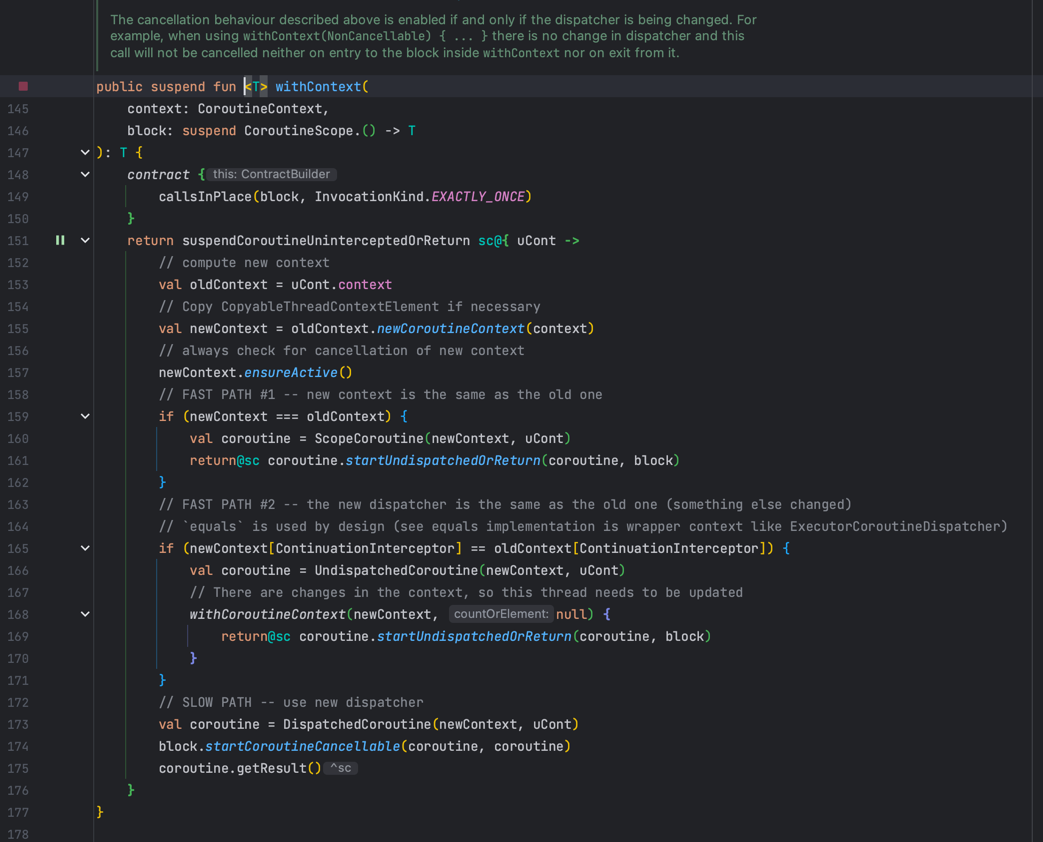 The cancellation behaviour described above is enabled if and only if the dispatcher is being changed. For
example, when using withContext(NonCancellable) { ... } there is no change in dispatcher and this
call will not be cancelled neither on entry to the block inside withContext nor on exit from it.
public suspend fun <T> withContext(
145 context: CoroutineContext,
146 block: suspend CoroutineScope.() -> T
147 ): T {
148 contract { this: ContractBuilder
149 callsInPlace(block, InvocationKind.EXACTLY_ONCE)
150 }
151 return suspendCoroutineUninterceptedOrReturn sc@{ uCont ->
152 // compute new context
153 val oldContext = uCont.context
154 // Copy CopyableThreadContextElement if necessary
155 val newContext = oldContext.newCoroutineContext(context)
156 // always check for cancellation of new context
157 newContext.ensureActive()
158 // FAST PATH #1 -- new context is the same as the old one
159 if (newContext === oldContext) {
160 val coroutine = ScopeCoroutine(newContext, uCont)
161 return@sc coroutine.startUndispatchedOrReturn(coroutine, block)
162 }
163 // FAST PATH #2 -- the new dispatcher is the same as the old one (something else changed)
164 // `equals` is used by design (see equals implementation is wrapper context like ExecutorCoroutineDispatcher)
165 if (newContext[ContinuationInterceptor] == oldContext[ContinuationInterceptor]) {
166 val coroutine = UndispatchedCoroutine(newContext, uCont)
167 // There are changes in the context, so this thread needs to be updated
168 withCoroutineContext(newContext, countOrElement: null) {
169 return@sc coroutine.startUndispatchedOrReturn(coroutine, block)
170 }
171 }
172 // SLOW PATH -- use new dispatcher
173 val coroutine = DispatchedCoroutine(newContext, uCont)
174 block.startCoroutineCancellable(coroutine, coroutine)
175 coroutine.getResult() ^sc
176 }
177 }
178